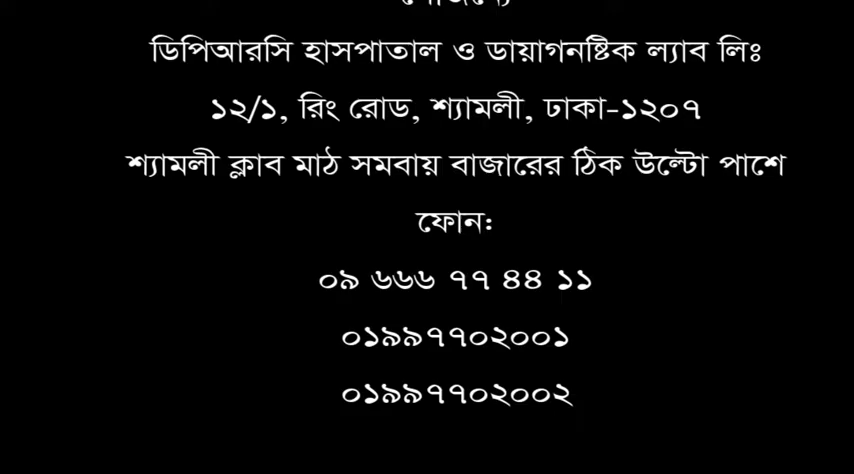 ডিপিআরসি হাসপাতাল ও ডায়াগনষ্টিক ল্যাব লিঃ
১২/১, রিং রোড, শ্যামলী, ঢাকা-১২০৭
শ্যামলী ক্লাব মাঠ সমবায় বাজারের ঠিক উল্টো পাশে
ফোন:
০৯ ৬৬৬ ৭৭ ৪৪ ১১
০১৯৯৭৭০২০০১
০১৯৯৭৭০২০০২